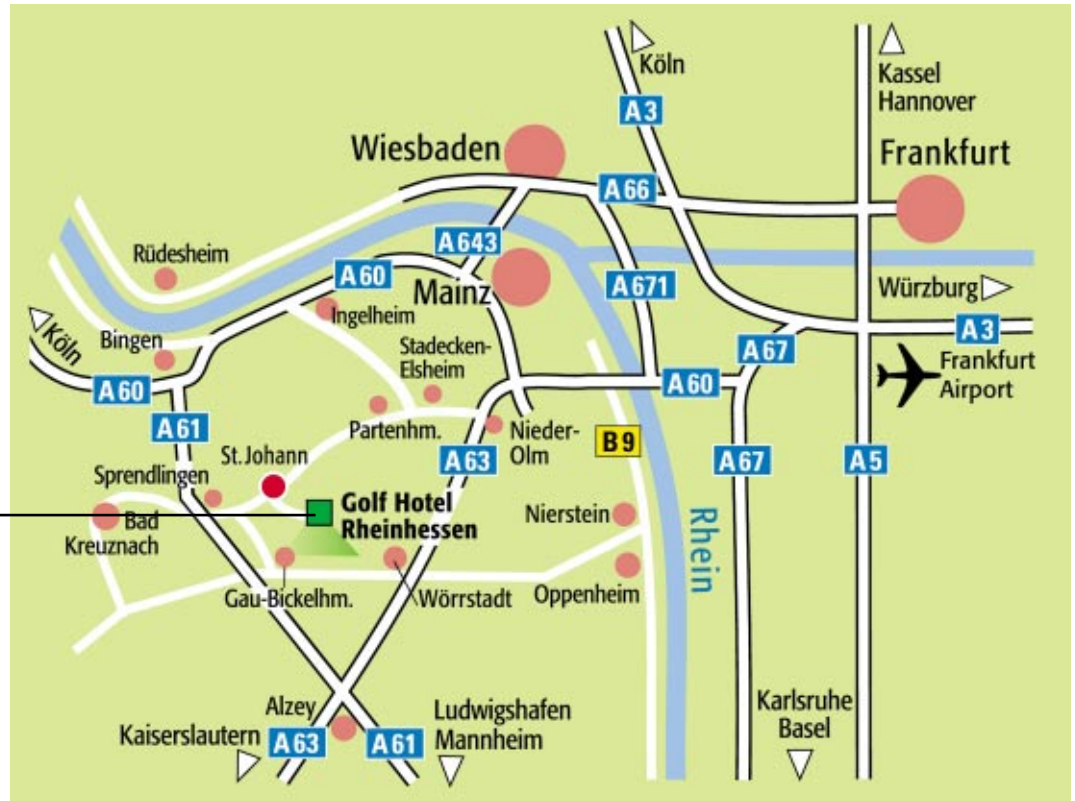 Köln
Kassel
Hannover
A3
Wiesbaden
Frankfurt
A66
A643
Rüdesheim
A60
Mainz
A671
Würzburg
Ingelheim
A3
Köln
Bingen
Stadecken-
Elsheim
A67
Frankfurt
Airport
A60
A60
A61
Partenhm.
Nieder-
Olm
B9
St. Johann
A63
A67
A5
Sprendlingen
Golf Hotel
Rheinhessen
Bad
Kreuznach
Nierstein
Rhein
Gau-Bickelhm.
Wörrstadt
Oppenheim
Alzey
Ludwigshafen
Mannheim
Karlsruhe
Basel
Kaiserslautern
A63
A61